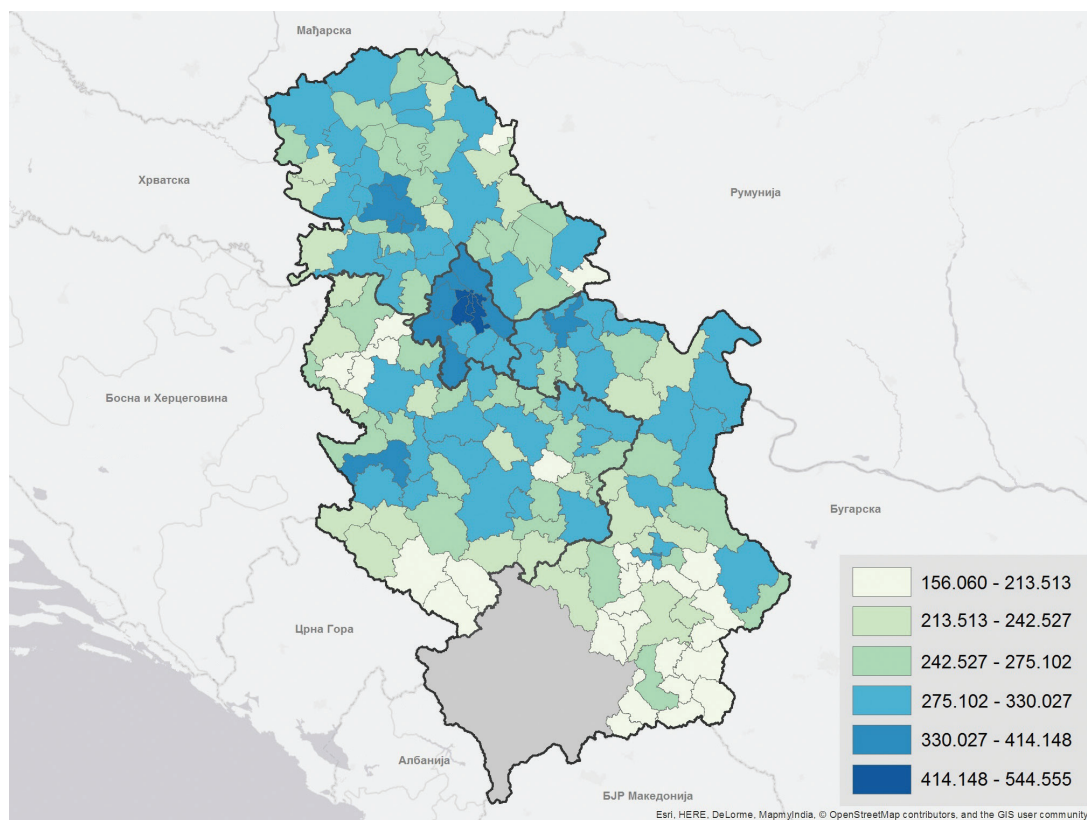 Мађарска
Хрватска
Румунија
Босна и Херцеговина
Бугарска
Црна Гора
Албанија
БЈР Македонија
156.060 - 213.513
213.513 - 242.527
242.527 - 275.102
275.102 - 330.027
330.027 - 414.148
414.148 - 544.555
Esri, HERE, DeLorme, MapmyIndia, © OpenStreetMap contributors, and the GIS user community